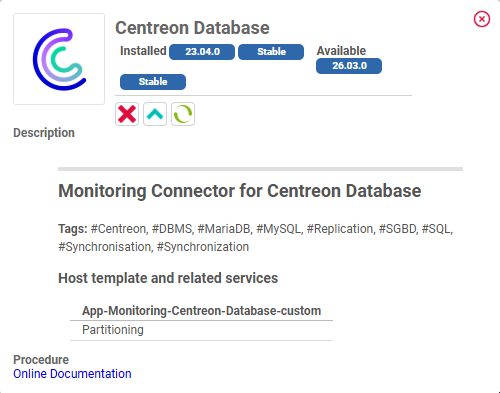 Centreon Database
Installed 23.04.0 Stable Available
26.03.0
Stable
Description
Monitoring Connector for Centreon Database
Tags: #Centreon, #DBMS, #MariaDB, #MySQL, #Replication, #SGBD, #SQL,
#Synchronisation, #Synchronization
Host template and related services
App-Monitoring-Centreon-Database-custom
Partitioning
Procedure
Online Documentation